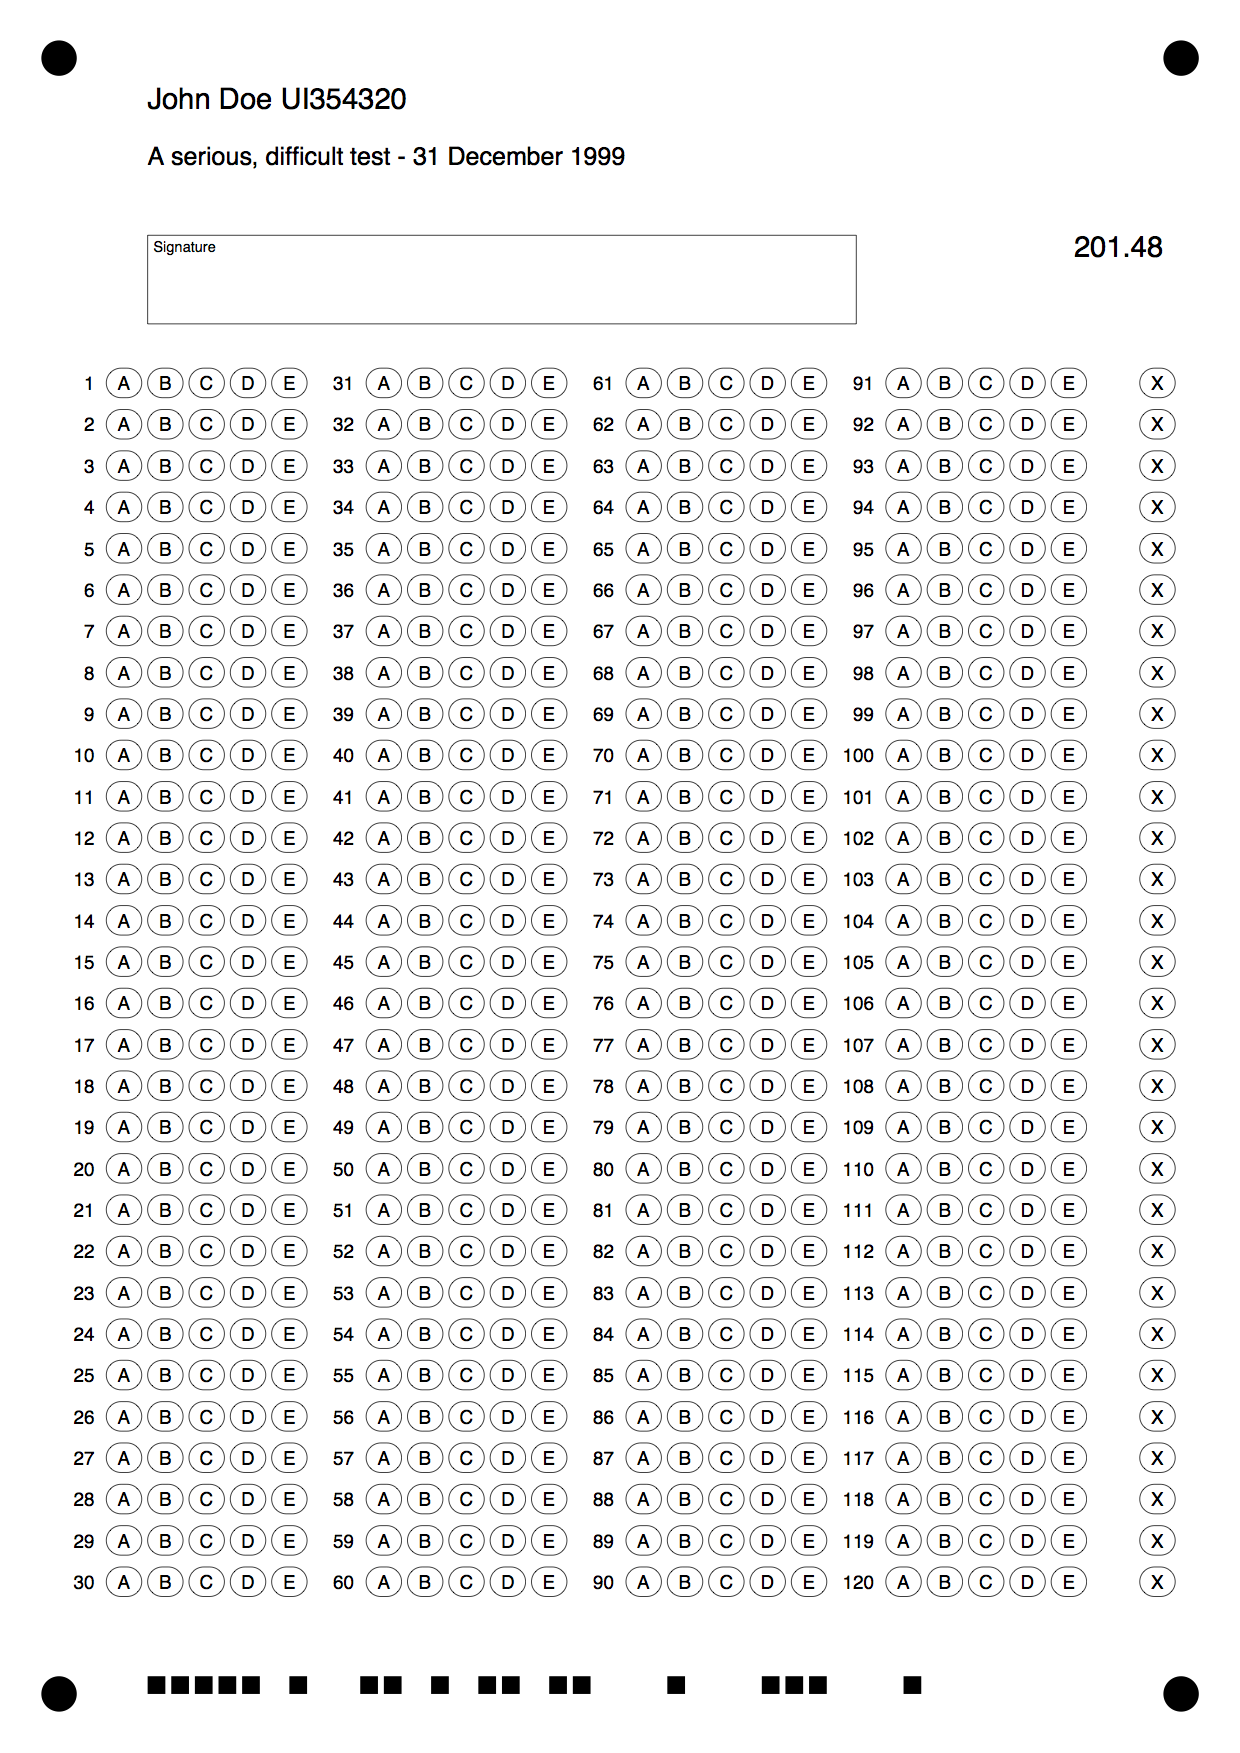 John Doe UI354320
A serious, difficult test - 31 December 1999
Signature
201.48
1 A B C D E 31 A B C D E 61 A B C D E 91 A B C D E X
2 A B C D E 32 A B C D E 62 A B C D E 92 A B C D E X
3 A B C D E 33 A B C D E 63 A B C D E 93 A B C D E X
4 A B C D E 34 A B C D E 64 A B C D E 94 A B C D E X
5 A B C D E 35 A B C D E 65 A B C D E 95 A B C D E X
6 A B C D E 36 A B C D E 66 A B C D E 96 A B C D E X
7 A B C D E 37 A B C D E 67 A B C D E 97 A B C D E X
8 A B C D E 38 A B C D E 68 A B C D E 98 A B C D E X
9 A B C D E 39 A B C D E 69 A B C D E 99 A B C D E X
10 A B C D E 40 A B C D E 70 A B C D E 100 A B C D E X
11 A B C D E 41 A B C D E 71 A B C D E 101 A B C D E X
12 A B C D E 42 A B C D E 72 A B C D E 102 A B C D E X
13 A B C D E 43 A B C D E 73 A B C D E 103 A B C D E X
14 A B C D E 44 A B C D E 74 A B C D E 104 A B C D E X
15 A B C D E 45 A B C D E 75 A B C D E 105 A B C D E X
16 A B C D E 46 A B C D E 76 A B C D E 106 A B C D E X
17 A B C D E 47 A B C D E 77 A B C D E 107 A B C D E X
18 A B C D E 48 A B C D E 78 A B C D E 108 A B C D E X
19 A B C D E 49 A B C D E 79 A B C D E 109 A B C D E X
20 A B C D E 50 A B C D E 80 A B C D E 110 A B C D E X
21 A B C D E 51 A B C D E 81 A B C D E 111 A B C D E X
22 A B C D E 52 A B C D E 82 A B C D E 112 A B C D E X
23 A B C D E 53 A B C D E 83 A B C D E 113 A B C D E X
24 A B C D E 54 A B C D E 84 A B C D E 114 A B C D E X
25 A B C D E 55 A B C D E 85 A B C D E 115 A B C D E X
26 A B C D E 56 A B C D E 86 A B C D E 116 A B C D E X
27 A B C D E 57 A B C D E 87 A B C D E 117 A B C D E X
28 A B C D E 58 A B C D E 88 A B C D E 118 A B C D E X
29 A B C D E 59 A B C D E 89 A B C D E 119 A B C D E X
30 A B C D E 60 A B C D E 90 A B C D E 120 A B C D E X